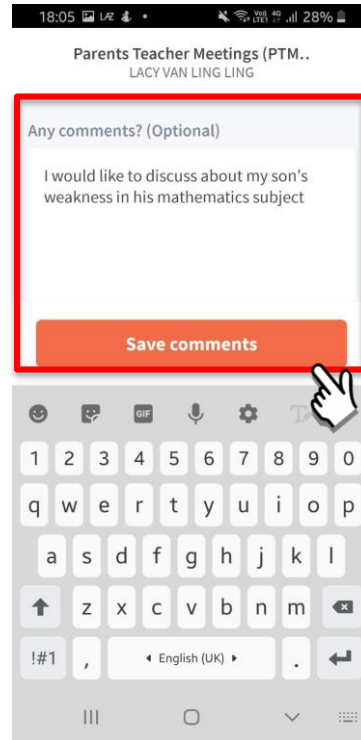 18:05 LAZ 28%
Parents Teacher Meetings (PTM..
LACY VAN LING LING
Any comments? (Optional)
I would like to discuss about my son's
weakness in his mathematics subject
Save comments
GIF T
1 2 3 4 5 6 7 8 9 0
q w e r t y u i o p
a s d f g h j k l
z x c v b n m
!#1 , English (UK) .